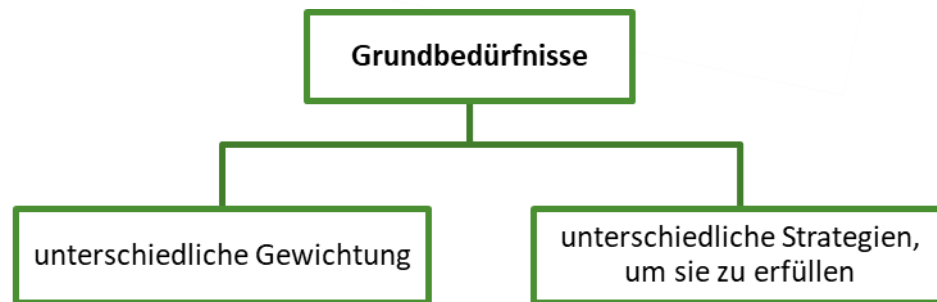 Grundbedürfnisse
unterschiedliche Gewichtung
unterschiedliche Strategien,
um sie zu erfüllen